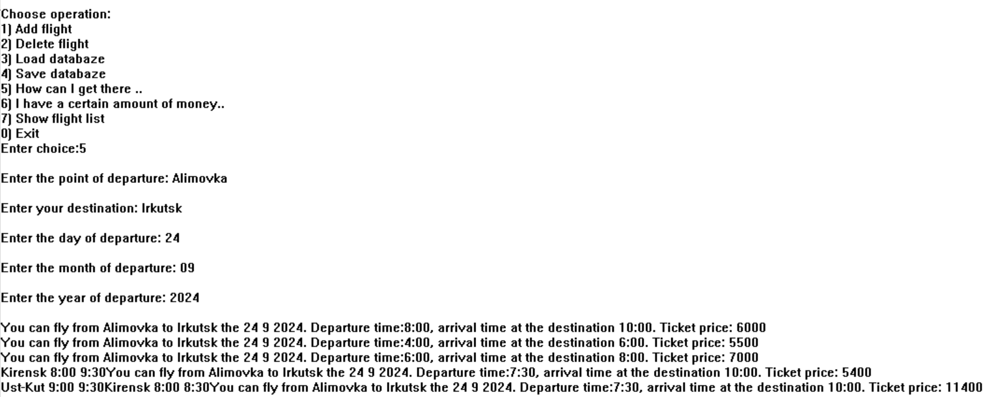 Choose operation:
1) Add flight
2) Delete flight
3) Load databaze
4) Save databaze
5) How can I get there ..
6) I have a certain amount of money..
7) Show flight list
0) Exit
Enter choice:5
Enter the point of departure: Alimovka
Enter your destination: Irkutsk
Enter the day of departure: 24
Enter the month of departure: 09
Enter the year of departure: 2024
You can fly from Alimovka to Irkutsk the 24 9 2024. Departure time:8:00, arrival time at the destination 10:00. Ticket price: 6000
You can fly from Alimovka to Irkutsk the 24 9 2024. Departure time:4:00, arrival time at the destination 6:00. Ticket price: 5500
You can fly from Alimovka to Irkutsk the 24 9 2024. Departure time:6:00, arrival time at the destination 8:00. Ticket price: 7000
Kirensk 8:00 9:30You can fly from Alimovka to Irkutsk the 24 9 2024. Departure time:7:30, arrival time at the destination 10:00. Ticket price: 5400
Ust-Kut 9:00 9:30Kirensk 8:00 8:30You can fly from Alimovka to Irkutsk the 24 9 2024. Departure time:7:30, arrival time at the destination 10:00. Ticket price: 11400